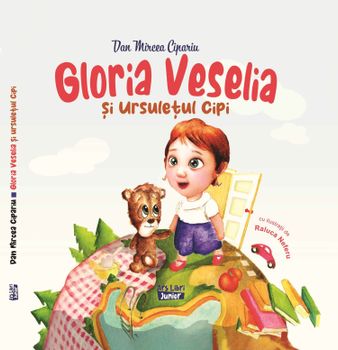 Dan Mircea Cipariu
Gloria Veselia
și Ursulețul Cipi
cu ilustrații de
Raluca Neferu
Ars Libri
Junior
Dan Mircea Cipariu ■ Gloria Veselia și Ursulețul Cipi